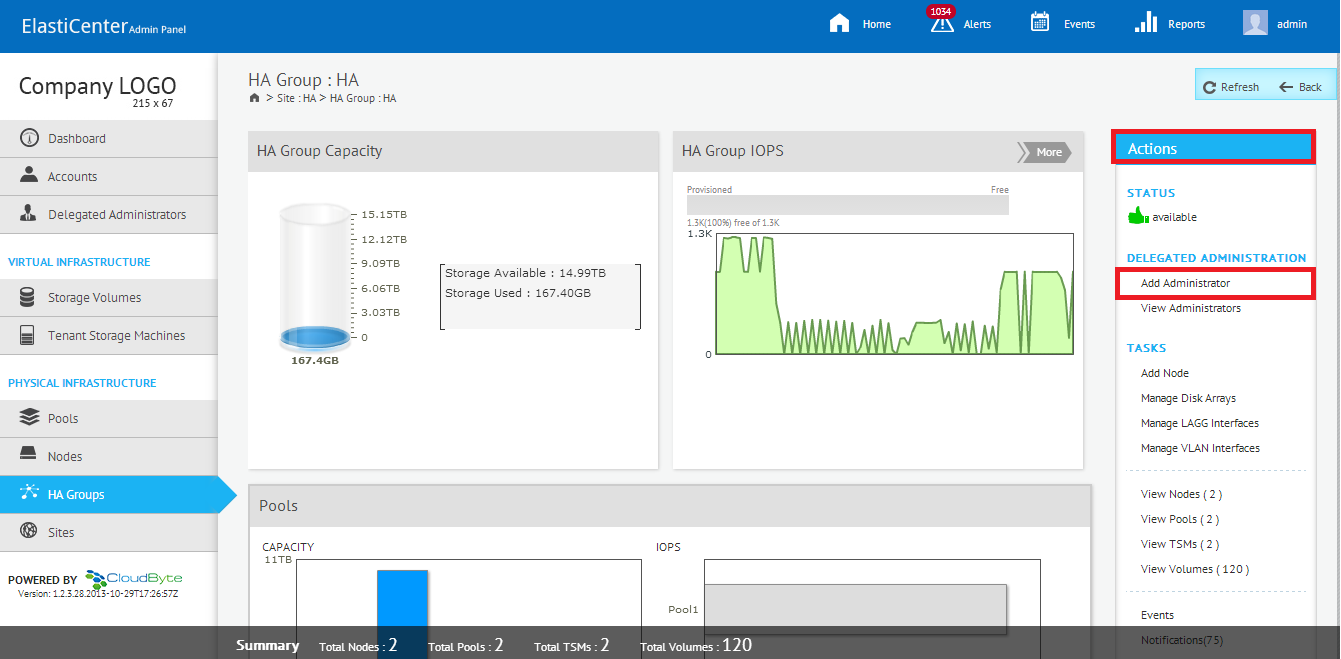 ElastiCenter Admin Panel
Home
1034
Alerts
Events
Reports
admin
Company LOGO
215 x 67
Dashboard
Accounts
Delegated Administrators
VIRTUAL INFRASTRUCTURE
Storage Volumes
Tenant Storage Machines
PHYSICAL INFRASTRUCTURE
Pools
Nodes
HA Groups
Sites
POWERED BY CloudByte
Version: 1.2.3.28.2013-10-29T17:26:57Z
HA Group : HA
> Site : HA > HA Group : HA
Refresh
Back
HA Group Capacity
15.15TB
12.12TB
9.09TB
6.06TB
3.03TB
0
167.4GB
Storage Available : 14.99TB
Storage Used : 167.40GB
HA Group IOPS
More
Provisioned
Free
1.3K(100%) free of 1.3K
1.3K
0
Pools
CAPACITY
11TB
IOPS
Pool1
Actions
STATUS
available
DELEGATED ADMINISTRATION
Add Administrator
View Administrators
TASKS
Add Node
Manage Disk Arrays
Manage LAGG Interfaces
Manage VLAN Interfaces
View Nodes ( 2 )
View Pools ( 2 )
View TSMs ( 2 )
View Volumes ( 120 )
Events
Notifications(75)
Summary
Total Nodes : 2
Total Pools : 2
Total TSMs : 2
Total Volumes : 120